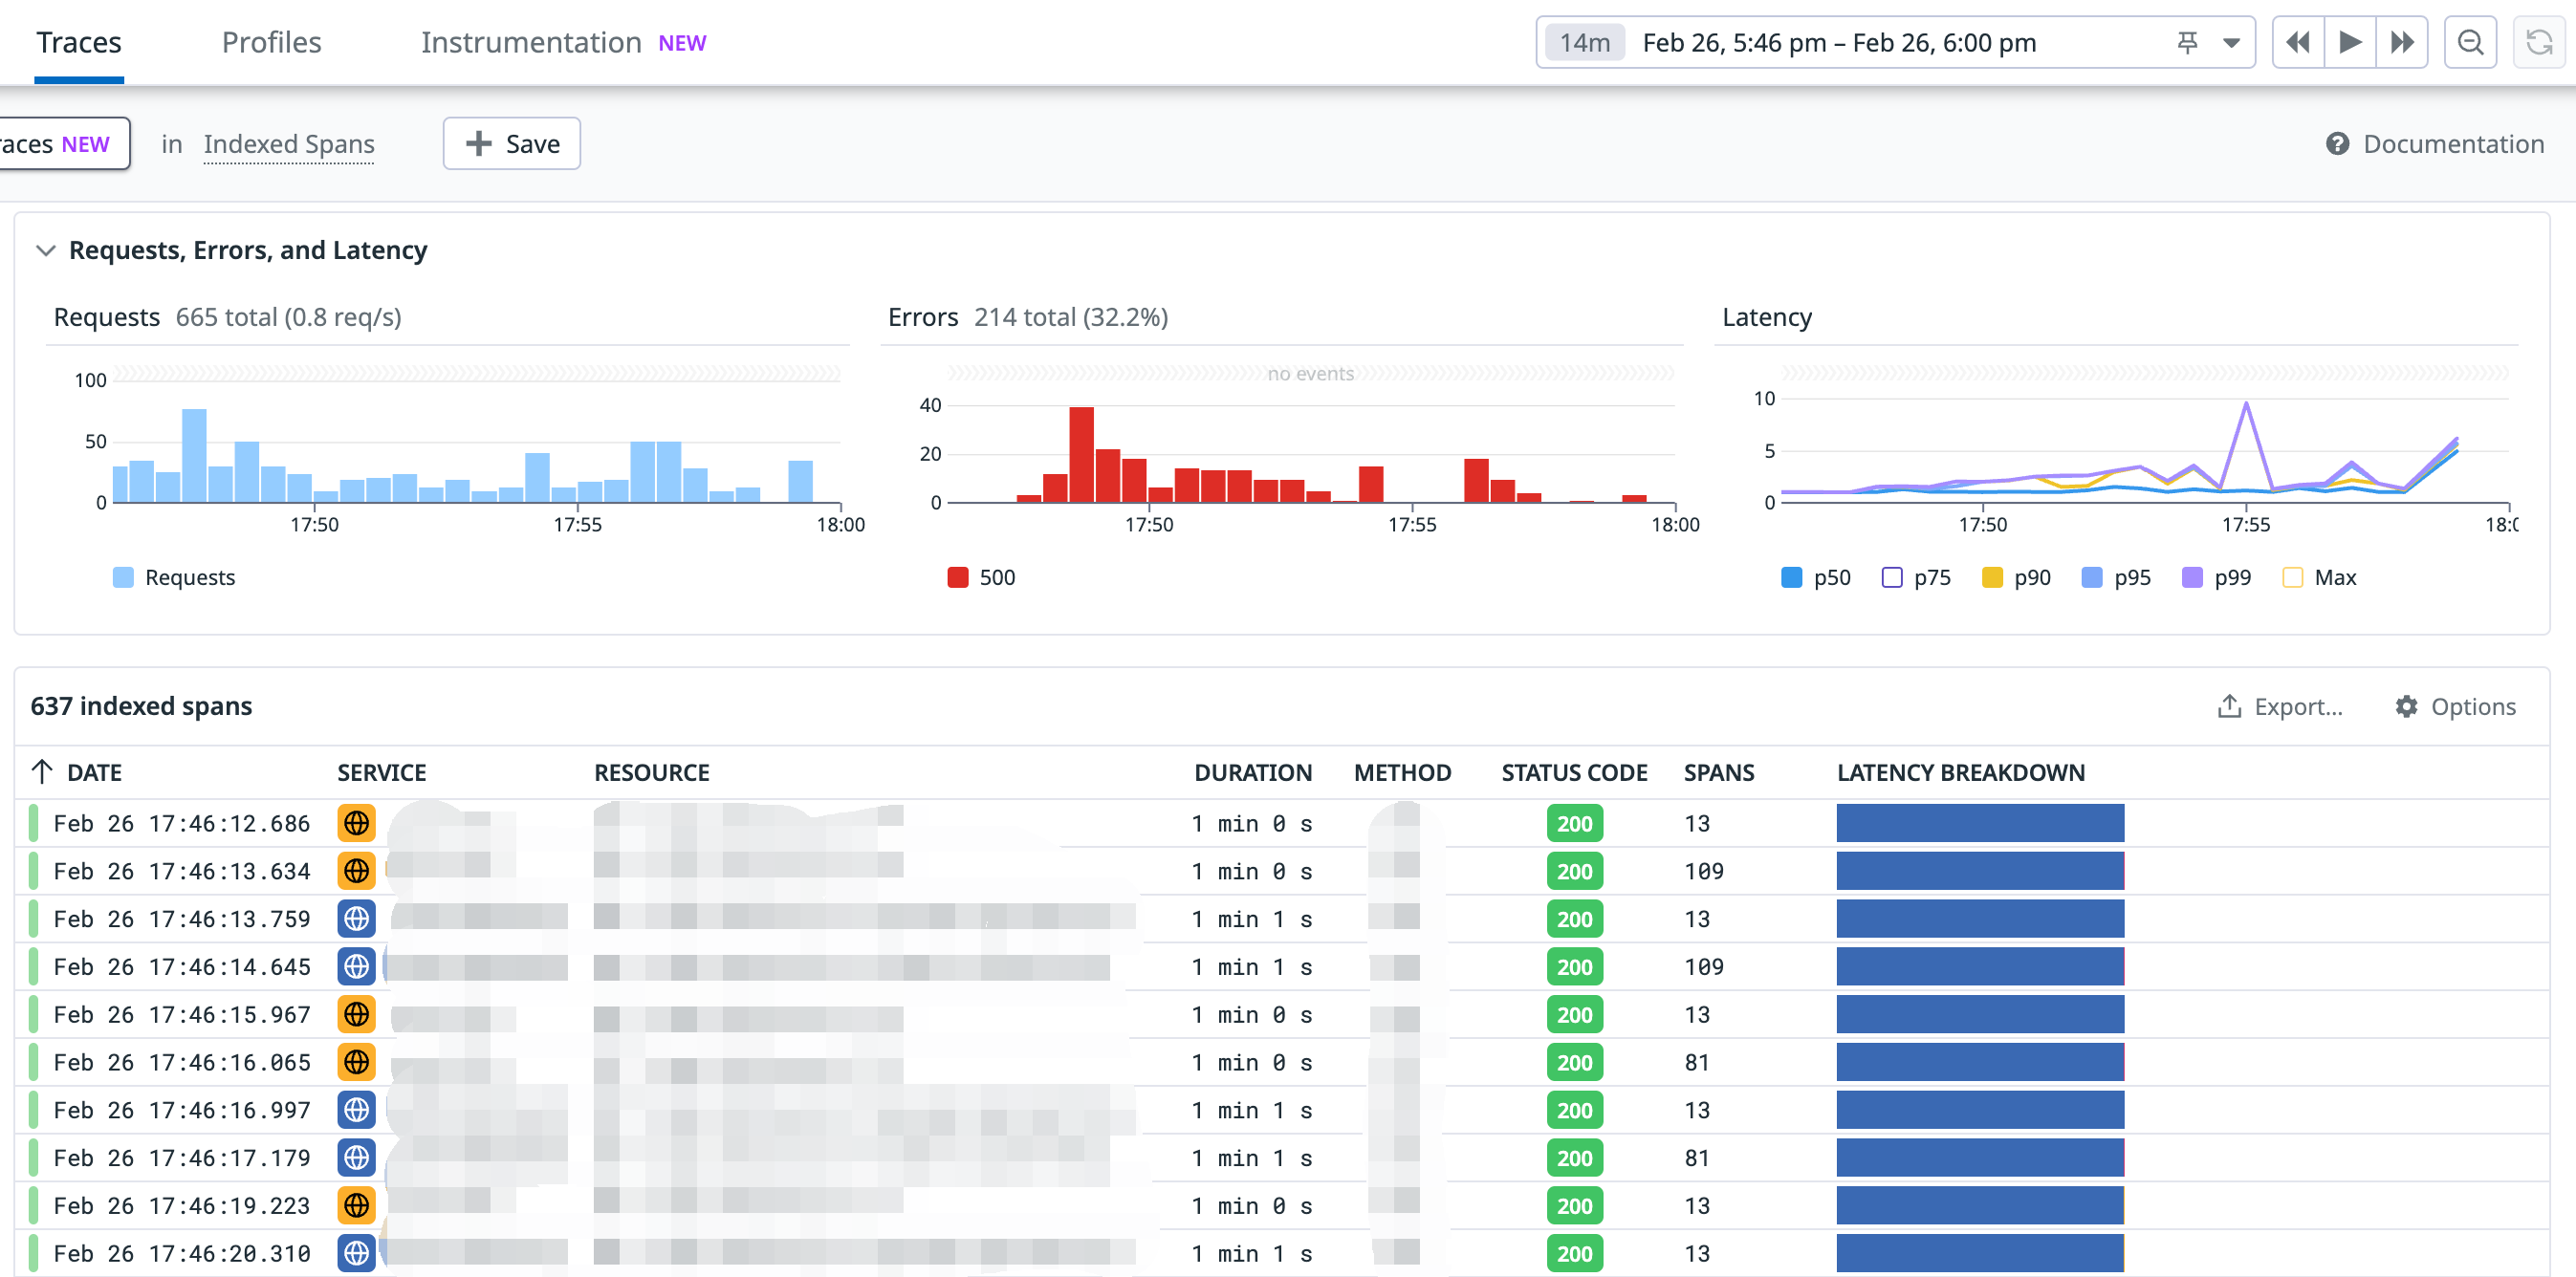 Traces Profiles Instrumentation NEW 14m Feb 26, 5:46 pm – Feb 26, 6:00 pm
races NEW in Indexed Spans + Save Documentation
Requests, Errors, and Latency
Requests 665 total (0.8 req/s)
100
50
0
17:50 17:55 18:00
Requests
Errors 214 total (32.2%)
no events
40
20
0
17:50 17:55 18:00
500
Latency
10
5
0
17:50 17:55 18:0
p50 p75 p90 p95 p99 Max
637 indexed spans Export... Options
DATE SERVICE RESOURCE DURATION METHOD STATUS CODE SPANS LATENCY BREAKDOWN
Feb 26 17:46:12.686 1 min 0 s 200 13
Feb 26 17:46:13.634 1 min 0 s 200 109
Feb 26 17:46:13.759 1 min 1 s 200 13
Feb 26 17:46:14.645 1 min 1 s 200 109
Feb 26 17:46:15.967 1 min 0 s 200 13
Feb 26 17:46:16.065 1 min 0 s 200 81
Feb 26 17:46:16.997 1 min 1 s 200 13
Feb 26 17:46:17.179 1 min 1 s 200 81
Feb 26 17:46:19.223 1 min 0 s 200 13
Feb 26 17:46:20.310 1 min 1 s 200 13